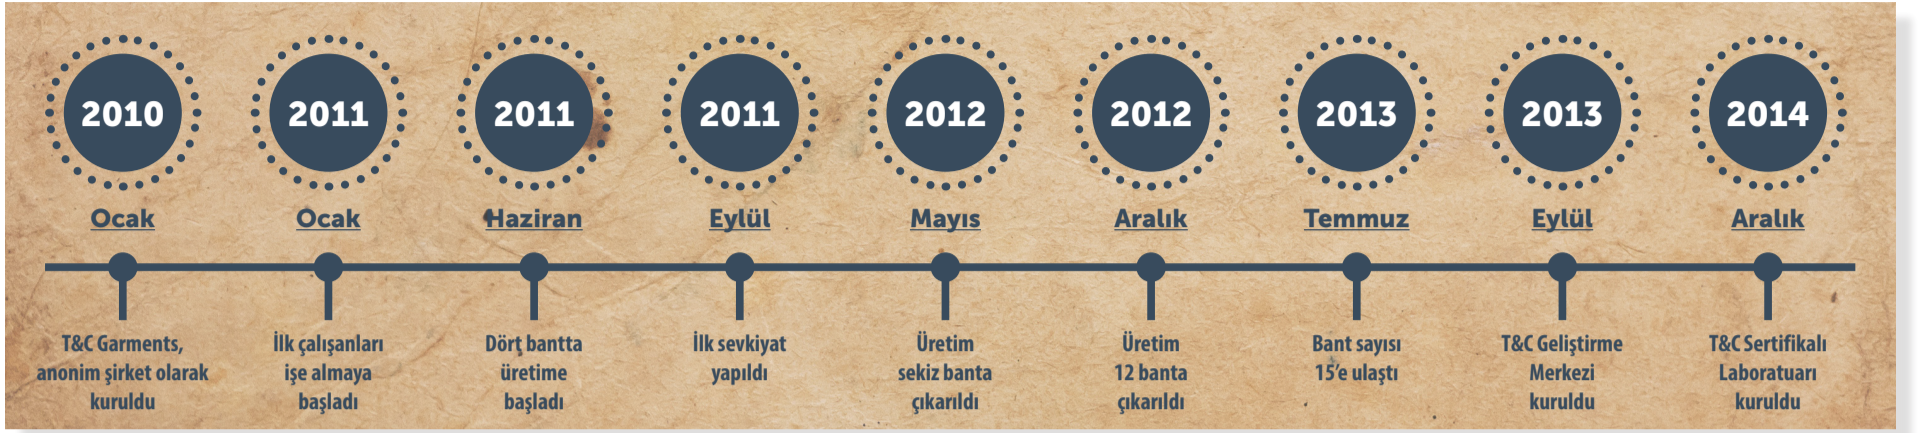 2010
Ocak
T&C Garments,
anonim şirket olarak
kuruldu
2011
Ocak
İlk çalışanları
işe almaya
başladı
2011
Haziran
Dört bantta
üretime
başladı
2011
Eylül
İlk sevkiyat
yapıldı
2012
Mayıs
Üretim
sekiz banta
çıkarıldı
2012
Aralık
Üretim
12 banta
çıkarıldı
2013
Temmuz
Bant sayısı
15’e ulaştı
2013
Eylül
T&C Geliştirme
Merkezi
kuruldu
2014
Aralık
T&C Sertifikalı
Laboratuarı
kuruldu